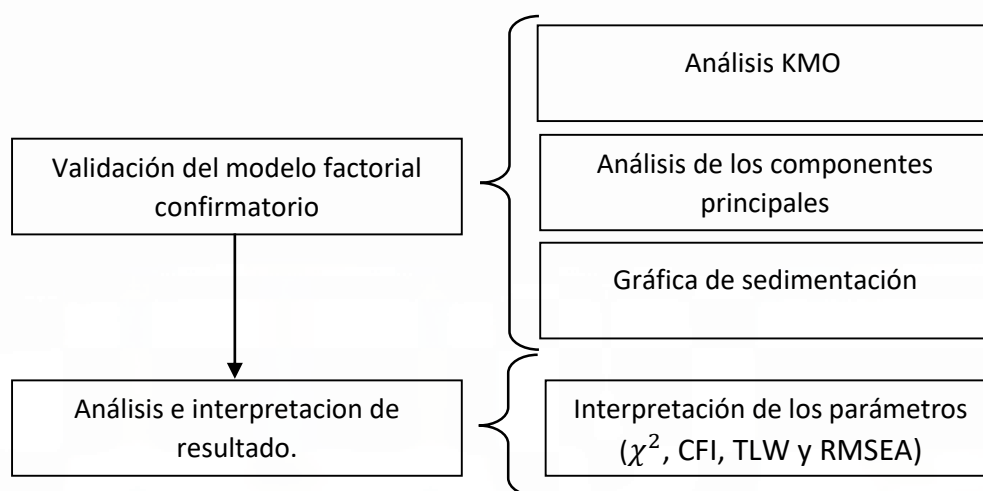 Análisis KMO
Validación del modelo factorial
confirmatorio
Análisis de los componentes
principales
Gráfica de sedimentación
Análisis e interpretacion de
resultado.
Interpretación de los parámetros
(χ², CFI, TLW y RMSEA)